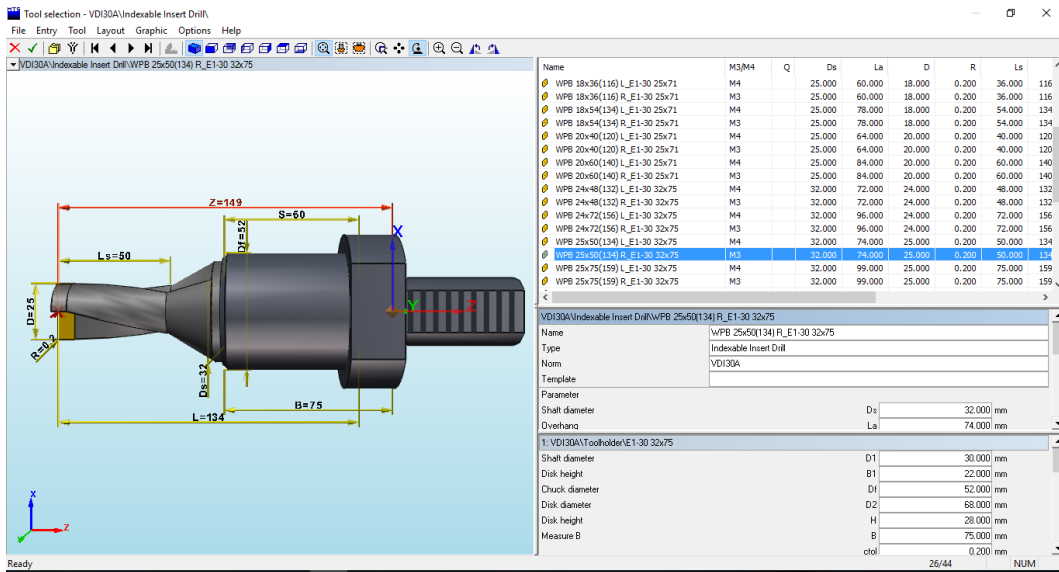 Tool selection - VDI30A\Indexable Insert Drill\
File Entry Tool Layout Graphic Options Help
VDI30A\Indexable Insert Drill\WPB 25x50(134) R_E1-30 32x75
Z=149
S=60
Df=52
X
Ls=50
D=25
Y
Z
R=0.2
Ds=32
B=75
L=134
X
Z
Y
Name M3/M4 Q Ds La D R Ls
WPB 18x36(116) L_E1-30 25x71 M4 25.000 60.000 18.000 0.200 36.000 116
WPB 18x36(116) R_E1-30 25x71 M3 25.000 60.000 18.000 0.200 36.000 116
WPB 18x54(134) L_E1-30 25x71 M4 25.000 78.000 18.000 0.200 54.000 134
WPB 18x54(134) R_E1-30 25x71 M3 25.000 78.000 18.000 0.200 54.000 134
WPB 20x40(120) L_E1-30 25x71 M4 25.000 64.000 20.000 0.200 40.000 120
WPB 20x40(120) R_E1-30 25x71 M3 25.000 64.000 20.000 0.200 40.000 120
WPB 20x60(140) L_E1-30 25x71 M4 25.000 84.000 20.000 0.200 60.000 140
WPB 20x60(140) R_E1-30 25x71 M3 25.000 84.000 20.000 0.200 60.000 140
WPB 24x48(132) L_E1-30 32x75 M4 32.000 72.000 24.000 0.200 48.000 132
WPB 24x48(132) R_E1-30 32x75 M3 32.000 72.000 24.000 0.200 48.000 132
WPB 24x72(156) L_E1-30 32x75 M4 32.000 96.000 24.000 0.200 72.000 156
WPB 24x72(156) R_E1-30 32x75 M3 32.000 96.000 24.000 0.200 72.000 156
WPB 25x50(134) L_E1-30 32x75 M4 32.000 74.000 25.000 0.200 50.000 134
WPB 25x50(134) R_E1-30 32x75 M3 32.000 74.000 25.000 0.200 50.000 134
WPB 25x75(159) L_E1-30 32x75 M4 32.000 99.000 25.000 0.200 75.000 159
WPB 25x75(159) R_E1-30 32x75 M3 32.000 99.000 25.000 0.200 75.000 159
VDI30A\Indexable Insert Drill\WPB 25x50(134) R_E1-30 32x75
Name WPB 25x50(134) R_E1-30 32x75
Type Indexable Insert Drill
Norm VDI30A
Template
Parameter
Shaft diameter Ds 32.000 mm
Overhang La 74.000 mm
1: VDI30A\Toolholder\E1-30 32x75
Shaft diameter D1 30.000 mm
Disk height B1 22.000 mm
Chuck diameter Df 52.000 mm
Disk diameter D2 68.000 mm
Disk height H 28.000 mm
Measure B B 75.000 mm
ctol 0.200 mm
Ready 26/44 NUM